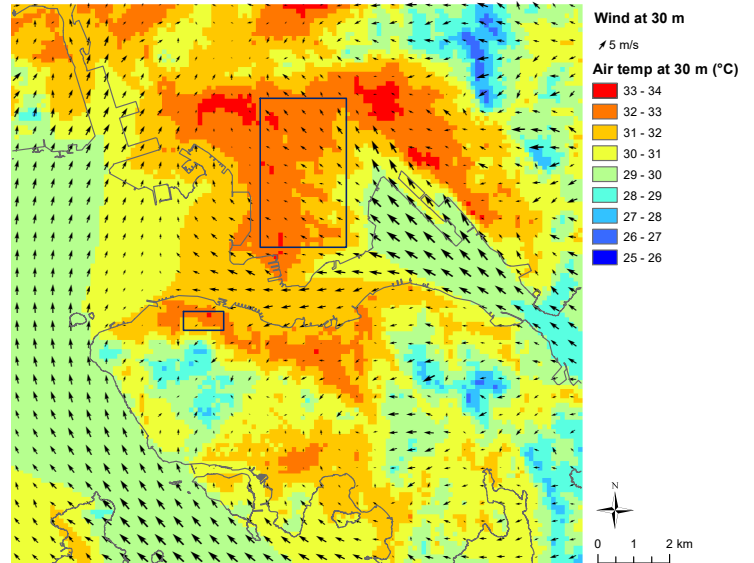 Wind at 30 m
5 m/s
Air temp at 30 m (°C)
33 - 34
32 - 33
31 - 32
30 - 31
29 - 30
28 - 29
27 - 28
26 - 27
25 - 26
N
0 1 2 km